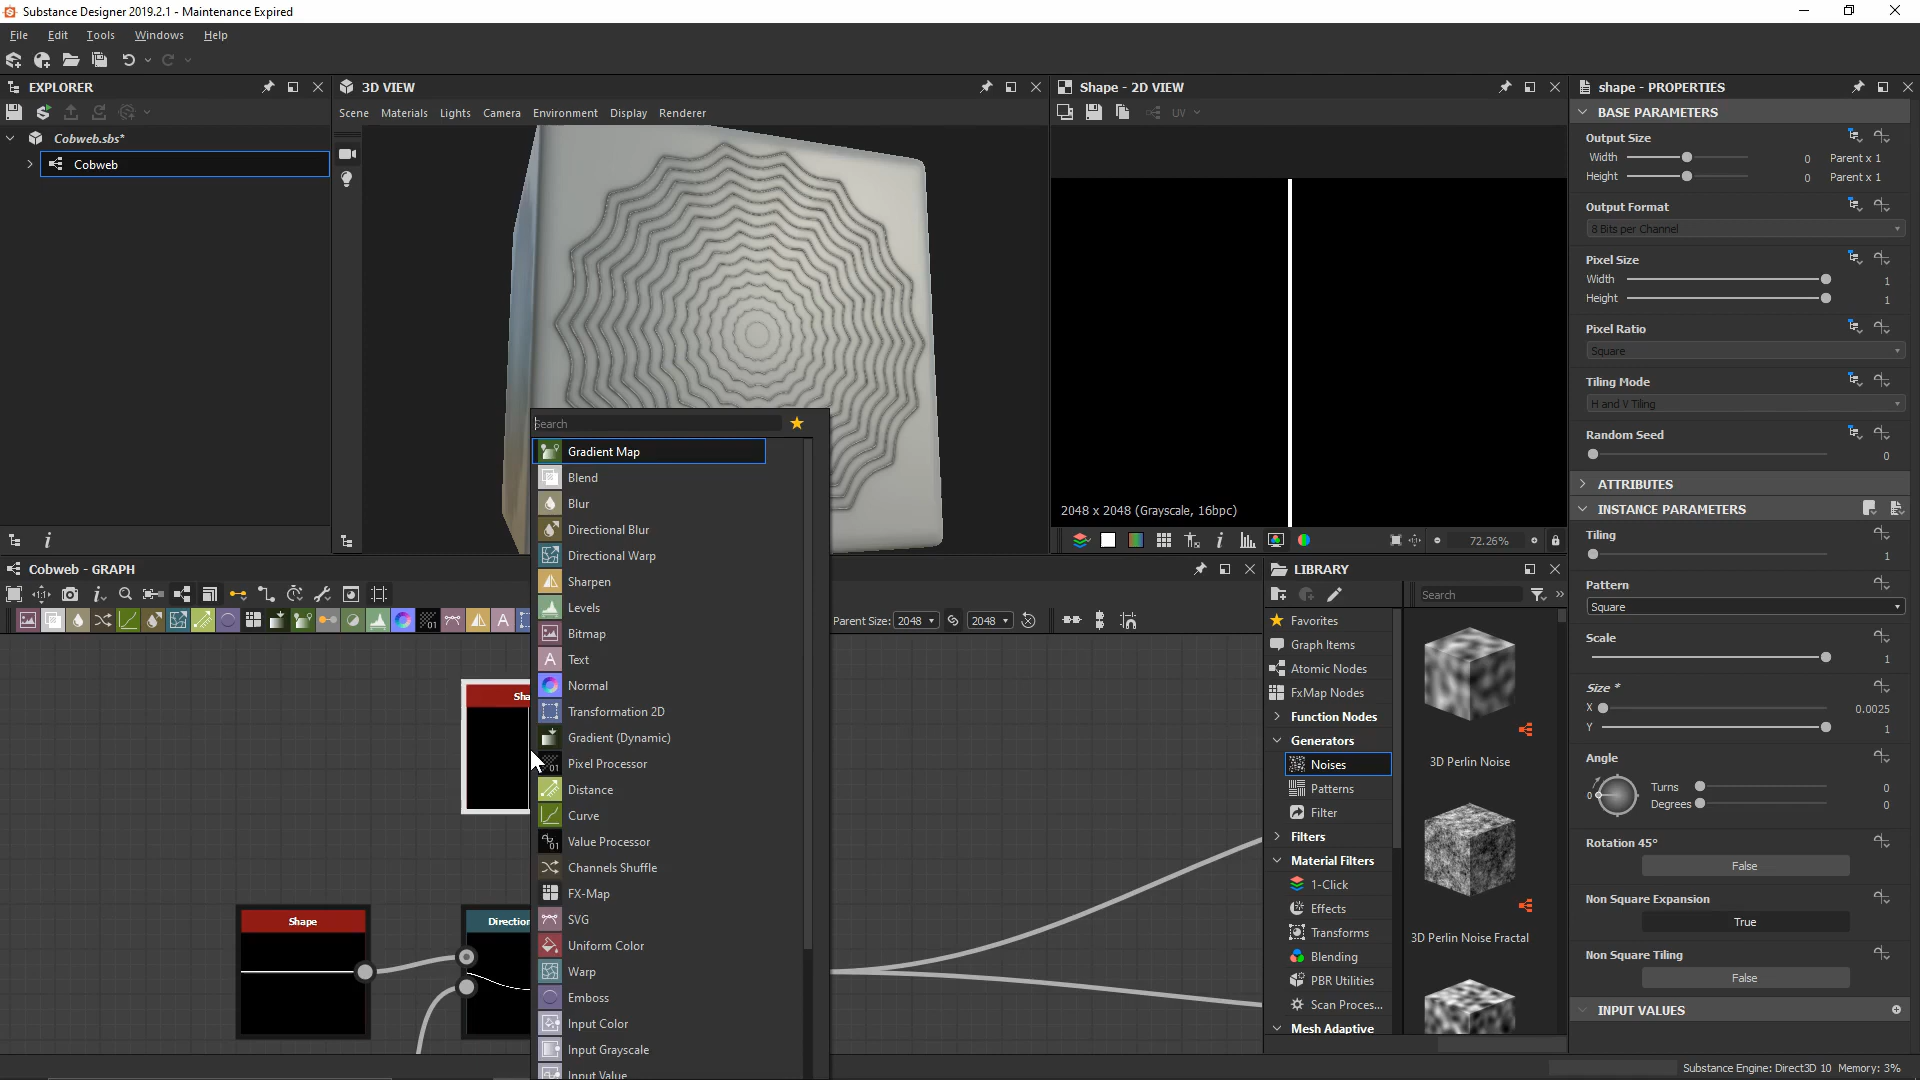 Substance Designer 2019.2.1 - Maintenance Expired
File Edit Tools Windows Help
EXPLORER
Cobweb.sbs*
Cobweb
3D VIEW
Scene Materials Lights Camera Environment Display Renderer
Shape - 2D VIEW
UV
2048 x 2048 (Grayscale, 16bpc)
72.26%
shape - PROPERTIES
BASE PARAMETERS
Output Size
Width 0 Parent x 1
Height 0 Parent x 1
Output Format
8 Bits per Channel
Pixel Size
Width 1
Height 1
Pixel Ratio
Square
Tiling Mode
H and V Tiling
Random Seed
0
ATTRIBUTES
INSTANCE PARAMETERS
Tiling
1
Pattern
Square
Scale
1
Size *
X 0.0025
Y 1
Angle
0
Turns 0
Degrees 0
Rotation 45°
False
Non Square Expansion
True
Non Square Tiling
False
INPUT VALUES
Cobweb - GRAPH
Parent Size: 2048 2048
Sha
Shape
Direction
Search
Gradient Map
Blend
Blur
Directional Blur
Directional Warp
Sharpen
Levels
Bitmap
Text
Normal
Transformation 2D
Gradient (Dynamic)
Pixel Processor
Distance
Curve
Value Processor
Channels Shuffle
FX-Map
SVG
Uniform Color
Warp
Emboss
Input Color
Input Grayscale
Input Value
LIBRARY
Search
Favorites
Graph Items
Atomic Nodes
FxMap Nodes
Function Nodes
Generators
Noises
Patterns
Filter
Filters
Material Filters
1-Click
Effects
Transforms
Blending
PBR Utilities
Scan Proces...
Mesh Adaptive
3D Perlin Noise
3D Perlin Noise Fractal
Substance Engine: Direct3D 10 Memory: 3%